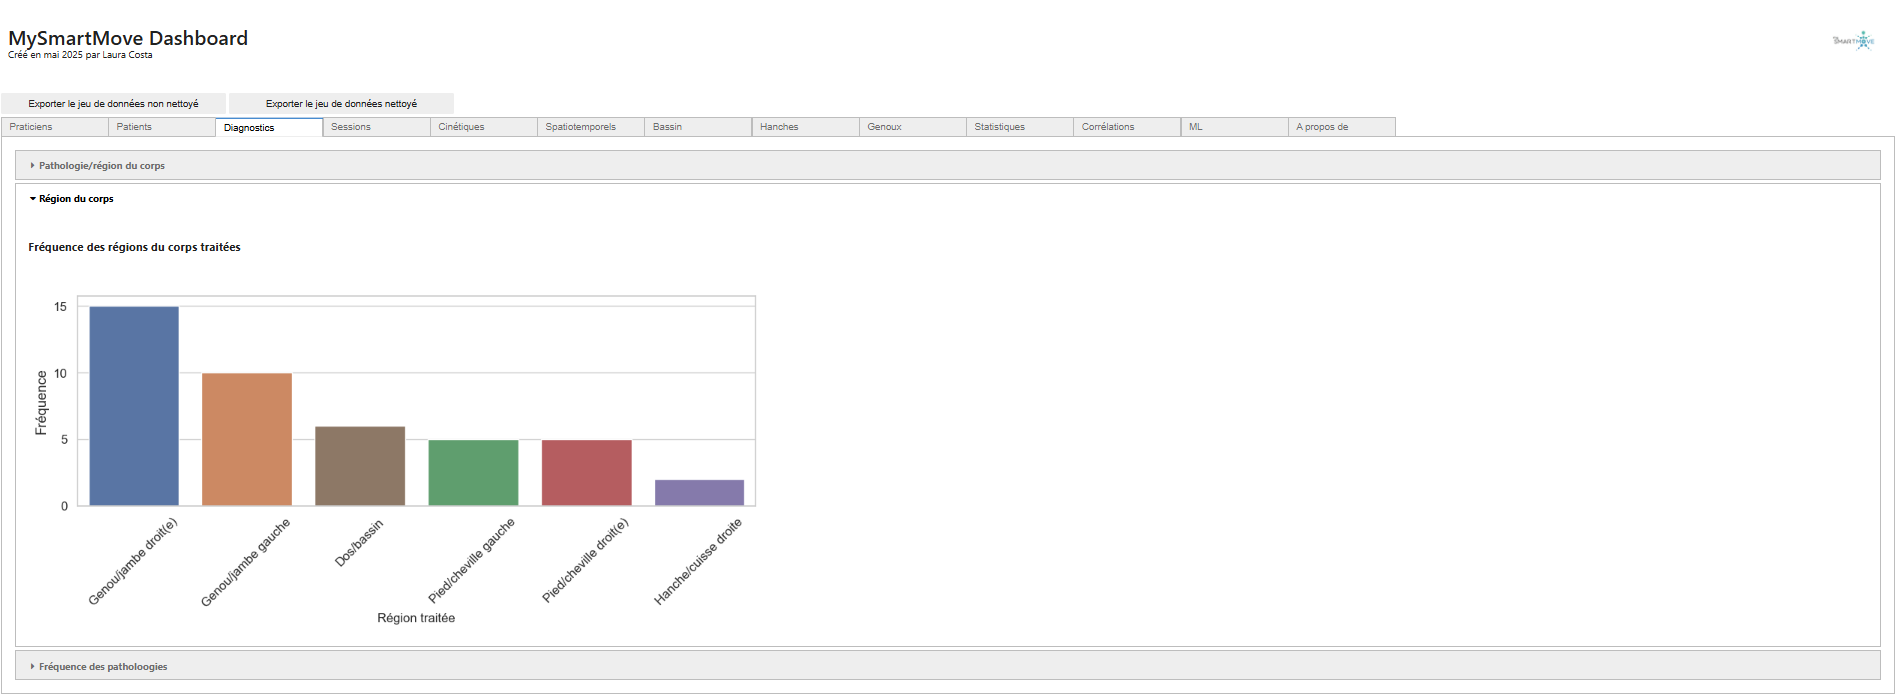 MySmartMove Dashboard
Créé en mai 2025 par Laura Costa
SMARTMOVE
Exporter le jeu de données non nettoyé
Exporter le jeu de données nettoyé
Praticiens
Patients
Diagnostics
Sessions
Cinétiques
Spatiotemporels
Bassin
Hanches
Genoux
Statistiques
Corrélations
ML
A propos de
Pathologie/région du corps
Région du corps
Fréquence des régions du corps traitées
15
10
5
0
Fréquence
Genou/jambe droit(e)
Genou/jambe gauche
Dos/bassin
Pied/cheville gauche
Pied/cheville droit(e)
Hanche/cuisse droite
Région traitée
Fréquence des patholoogies